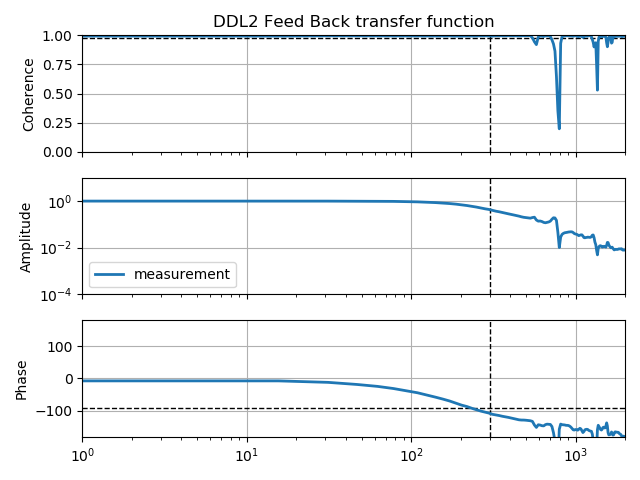 DDL2 Feed Back transfer function
1.00
0.75
0.50
0.25
0.00
Coherence
10⁰
10⁻²
10⁻⁴
Amplitude
measurement
100
0
−100
Phase
10⁰ 10¹ 10² 10³